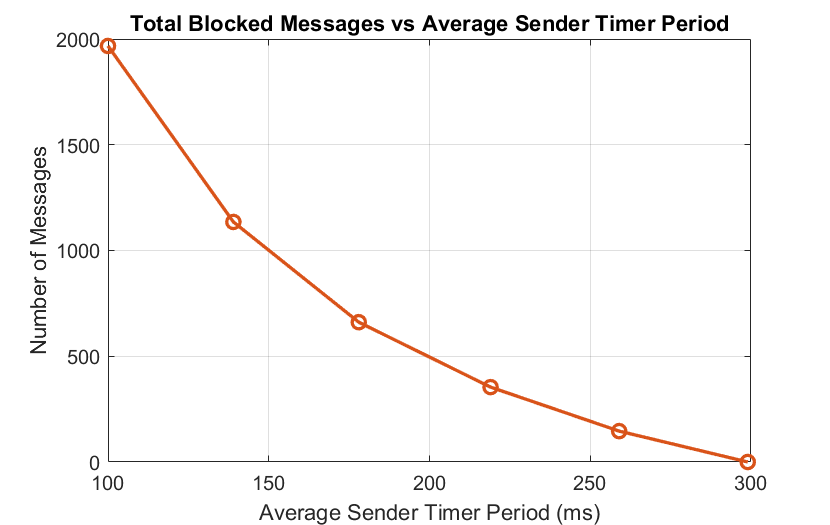 Total Blocked Messages vs Average Sender Timer Period
2000
1500
1000
500
0
Number of Messages
100 150 200 250 300
Average Sender Timer Period (ms)